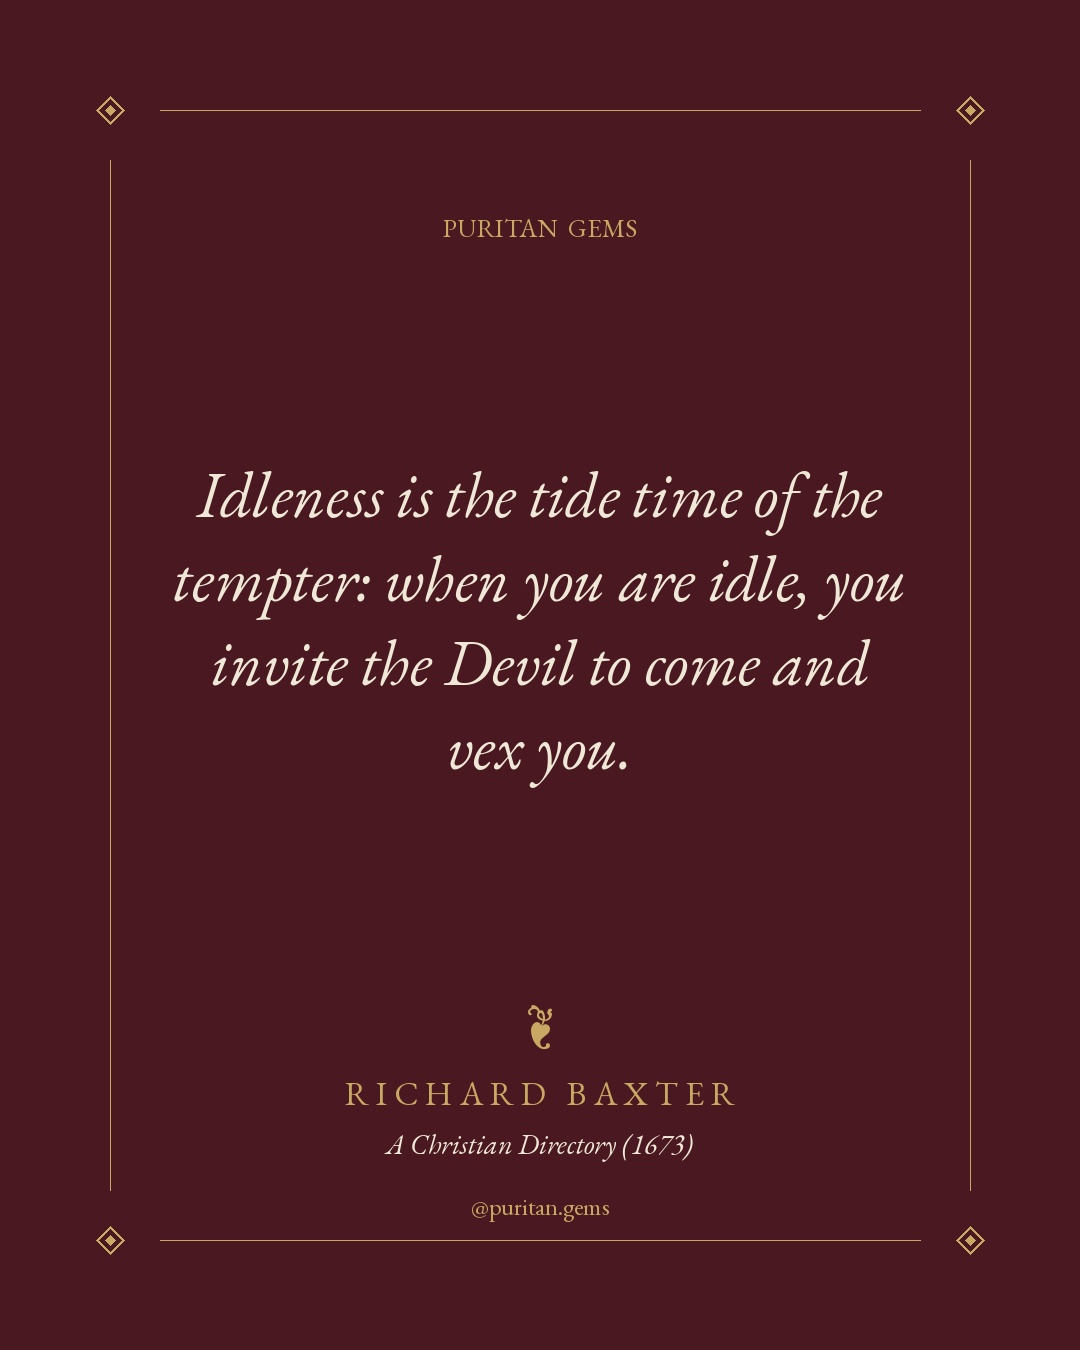 PURITAN GEMS
Idleness is the tide time of the
tempter: when you are idle, you
invite the Devil to come and
vex you.
RICHARD BAXTER
A Christian Directory (1673)
@puritan.gems